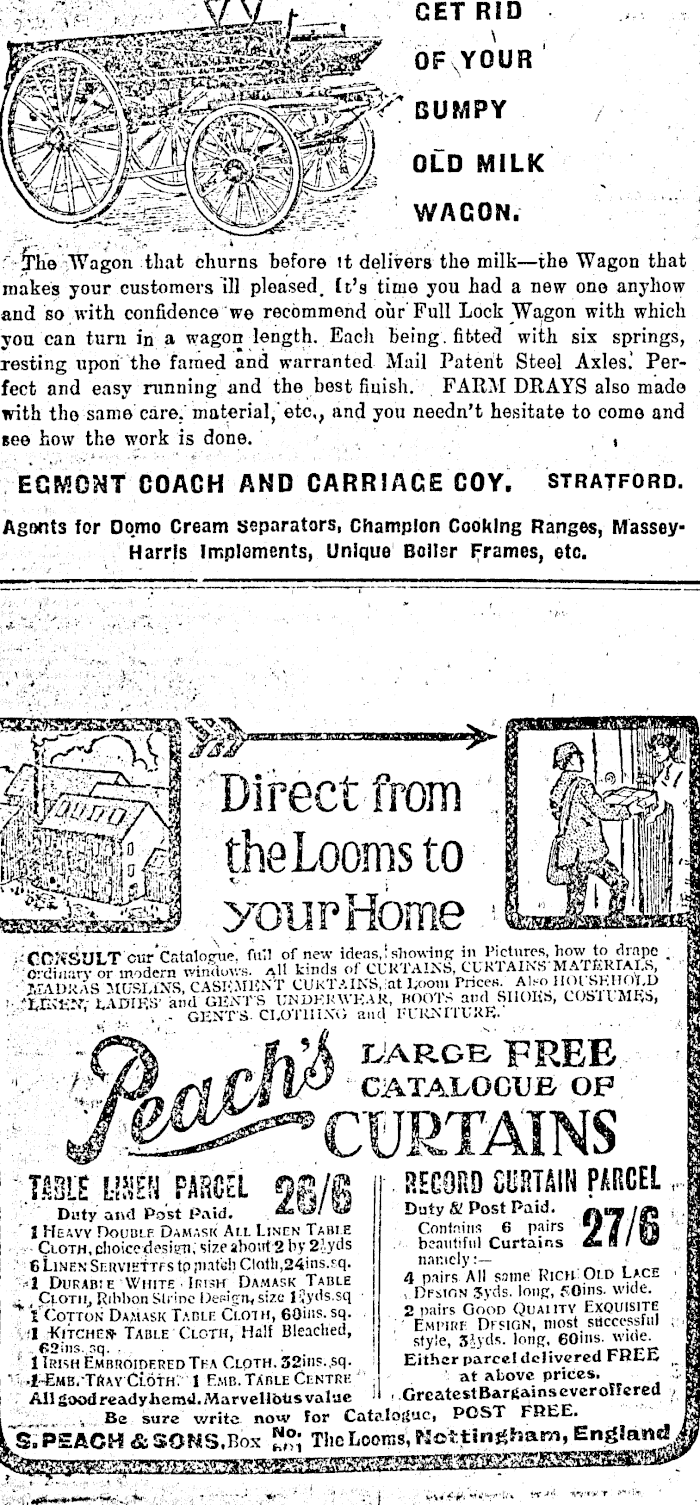 GET RID
OF YOUR
BUMPY
OLD MILK
WAGON.
The Wagon that churns before it delivers the milk—the Wagon that
makes your customers ill pleased. It's time you had a new one anyhow
and so with confidence we recommend our Full Lock Wagon with which
you can turn in a wagon length. Each being fitted with six springs,
resting upon the famed and warranted Mail Patent Steel Axles. Per-
fect and easy running and the best finish. FARM DRAYS also made
with the same care, material, etc., and you needn't hesitate to come and
see how the work is done.
EGMONT COACH AND CARRIAGE COY. STRATFORD.
Agents for Domo Cream Separators, Champion Cooking Ranges, Massey-
Harris Implements, Unique Boiler Frames, etc.
Direct from
the Looms to
your Home
CONSULT our Catalogue, full of new ideas, showing in Pictures, how to drape
ordinary or modern windows. All kinds of CURTAINS, CURTAINS MATERIALS,
MADRAS MUSLINS, CASEMENT CURTAINS, at Loom Prices. Also HOUSEHOLD
LINEN, LADIES' and GENT'S UNDERWEAR, BOOTS and SHOES, COSTUMES,
GENT'S CLOTHING and FURNITURE.
Peach's LARGE FREE
CATALOGUE OF
CURTAINS
TABLE LINEN PARCEL 26/6
Duty and Post Paid.
1 HEAVY DOUBLE DAMASK ALL LINEN TABLE
CLOTH, choice design, size about 2 by 2½yds
6 LINEN SERVIETTES to match Cloth, 24ins.sq.
1 DURABLE WHITE IRISH DAMASK TABLE
CLOTH, Ribbon Stripe Design, size 1¾yds.sq
1 COTTON DAMASK TABLE CLOTH, 60ins. sq.
1 KITCHEN TABLE CLOTH, Half Bleached,
62ins. sq.
1 IRISH EMBROIDERED TEA CLOTH. 32ins. sq.
1 EMB. TRAY CLOTH. 1 EMB. TABLE CENTRE
All good ready hemd. Marvellous value
RECORD CURTAIN PARCEL
Duty & Post Paid. 27/6
Contains 6 pairs
beautiful Curtains
namely:—
4 pairs All same RICH OLD LACE
DESIGN 3yds. long, 50ins. wide.
2 pairs GOOD QUALITY EXQUISITE
EMPIRE DESIGN, most successful
style, 3½yds. long, 60ins. wide.
Either parcel delivered FREE
at above prices.
Greatest Bargains ever offered
Be sure write now for Catalogue, POST FREE.
S. PEACH & SONS, Box No. The Looms, Nottingham, England